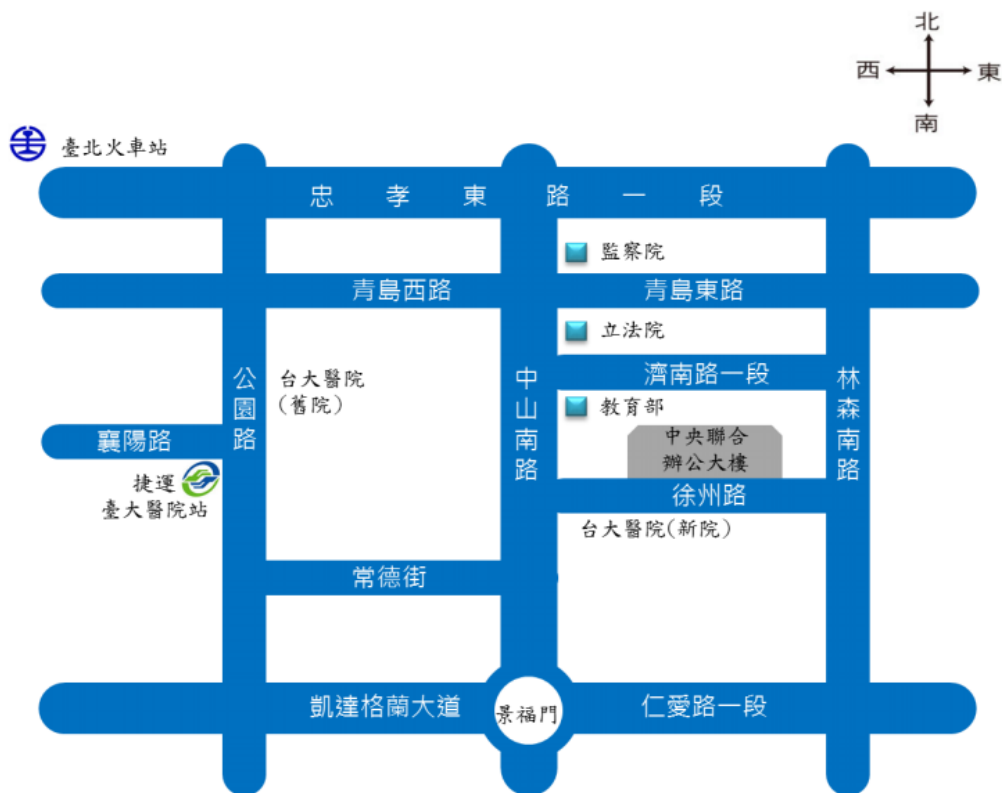 北
西 東
南
臺北火車站
忠孝東路一段
監察院
青島西路
青島東路
立法院
公園路
台大醫院
(舊院)
中山南路
濟南路一段
林森南路
教育部
襄陽路
中央聯合
辦公大樓
捷運
臺大醫院站
徐州路
台大醫院(新院)
常德街
凱達格蘭大道
景福門
仁愛路一段